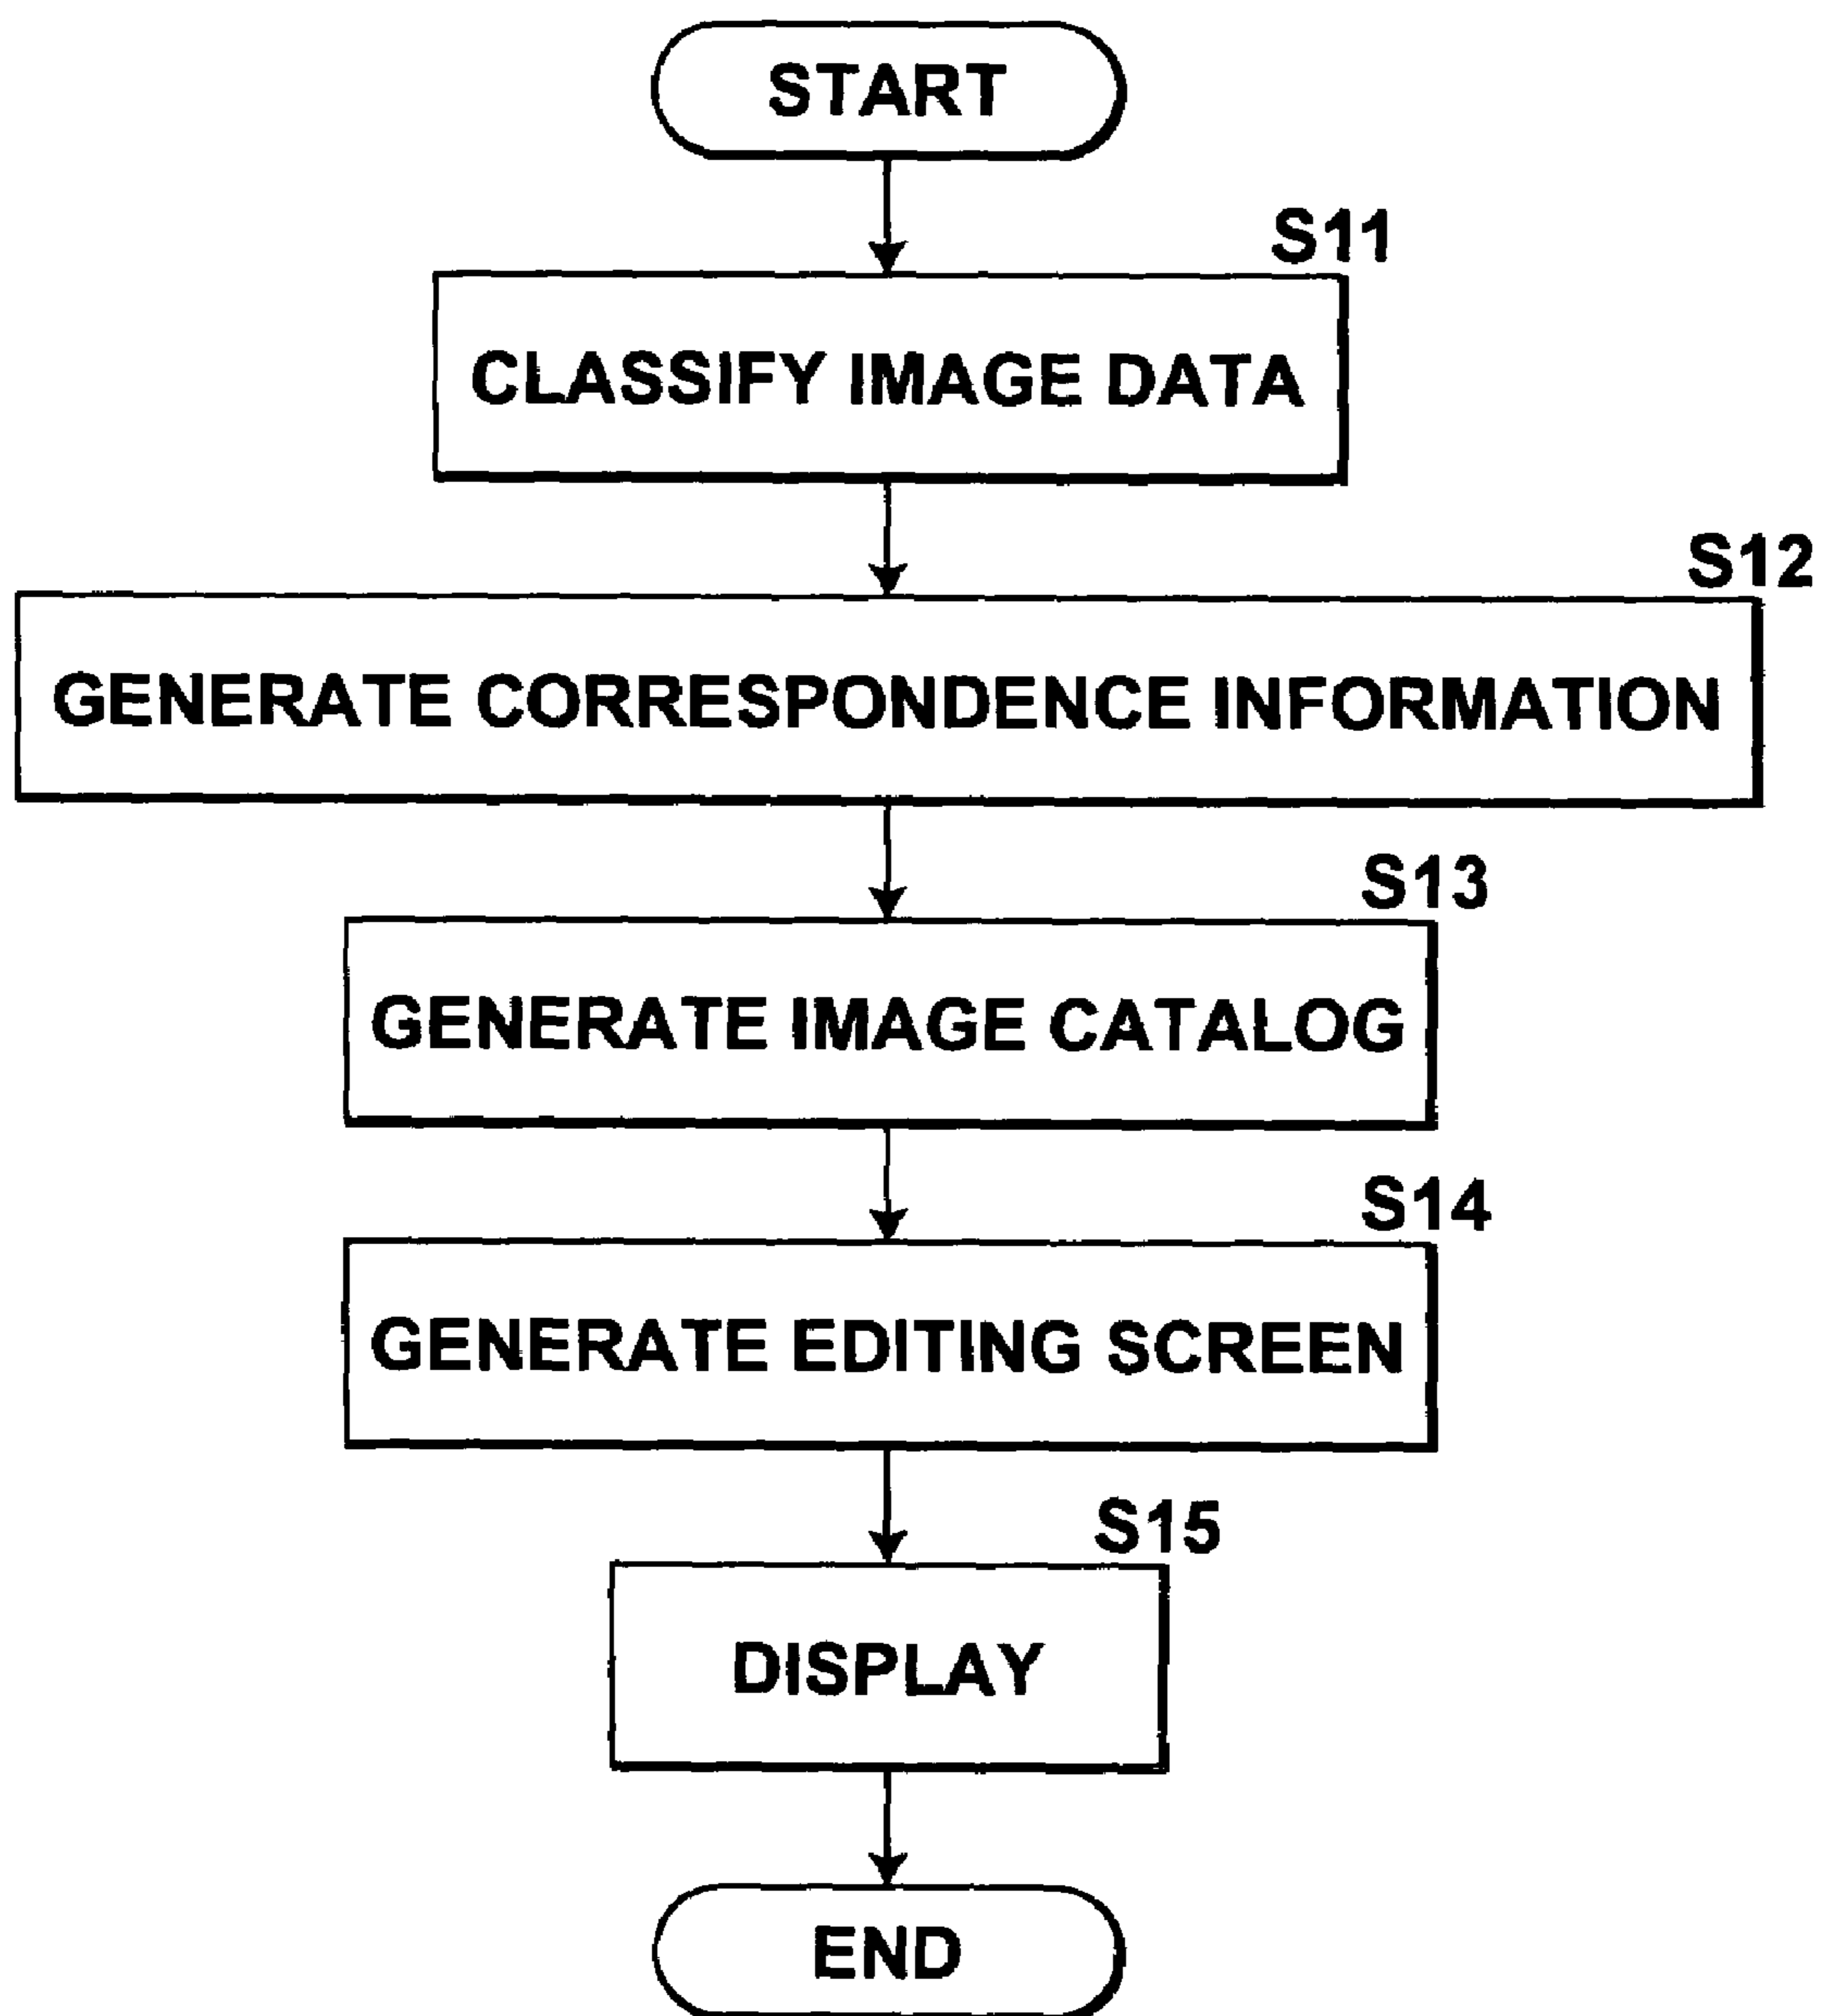 START
S11
CLASSIFY IMAGE DATA
S12
GENERATE CORRESPONDENCE INFORMATION
S13
GENERATE IMAGE CATALOG
S14
GENERATE EDITING SCREEN
S15
DISPLAY
END